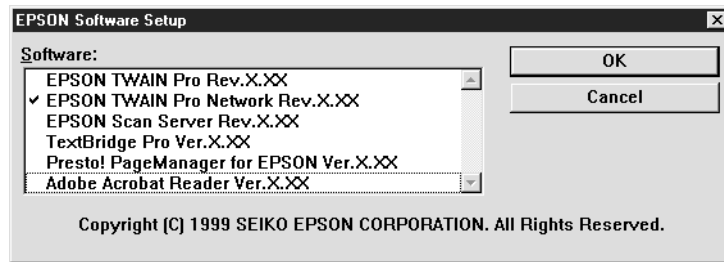 EPSON Software Setup
Software:
OK
EPSON TWAIN Pro Rev.X.XX
EPSON TWAIN Pro Network Rev.X.XX
Cancel
EPSON Scan Server Rev.X.XX
TextBridge Pro Ver.X.XX
Presto! PageManager for EPSON Ver.X.XX
Adobe Acrobat Reader Ver.X.XX
Copyright (C) 1999 SEIKO EPSON CORPORATION. All Rights Reserved.